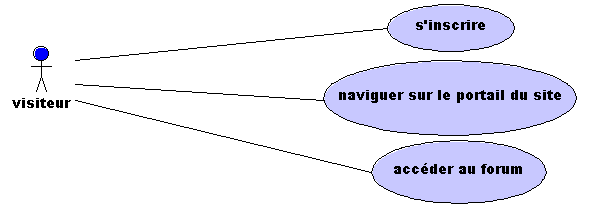 s'inscrire
visiteur
naviguer sur le portail du site
accéder au forum